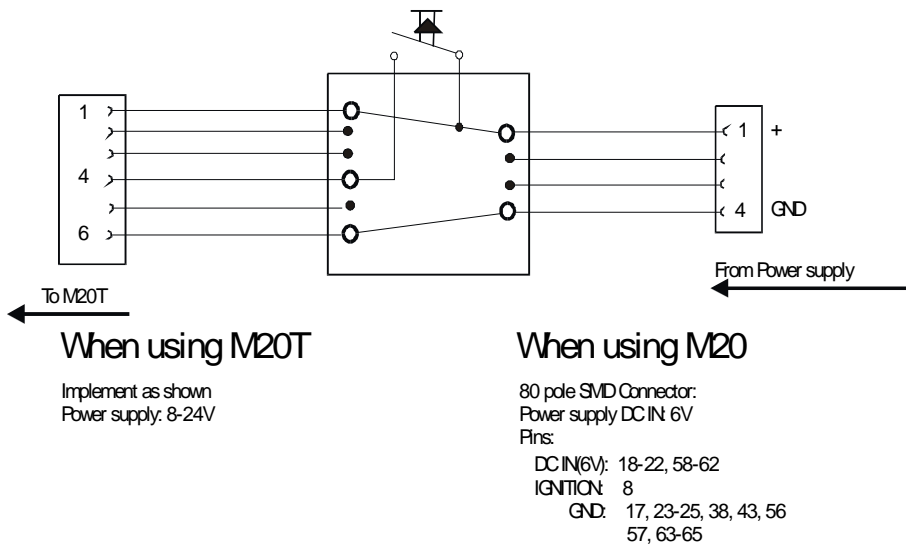 1
4
6
1 +
4 GND
To M20T
From Power supply
When using M20T
Implement as shown
Power supply: 8-24V
When using M20
80 pole SMD Connector:
Power supply DC IN: 6V
Pins:
DC IN(6V): 18-22, 58-62
IGNITION: 8
GND: 17, 23-25, 38, 43, 56
57, 63-65